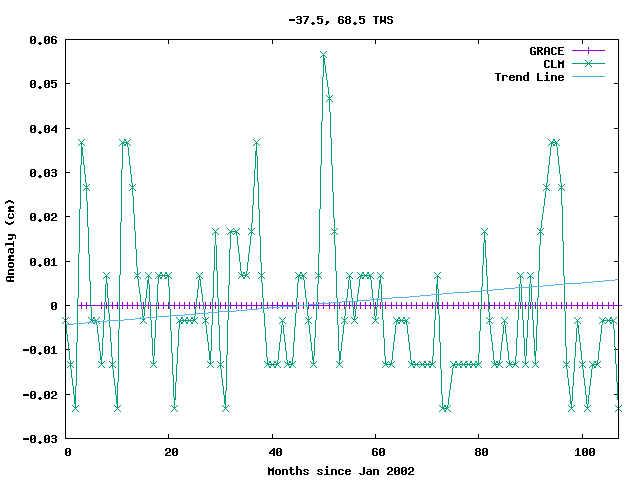 -37.5, 68.5 TWS
0.06
GRACE
CLM
Trend Line
0.05
0.04
0.03
0.02
0.01
0
-0.01
-0.02
-0.03
Anomaly (cm)
0 20 40 60 80 100
Months since Jan 2002